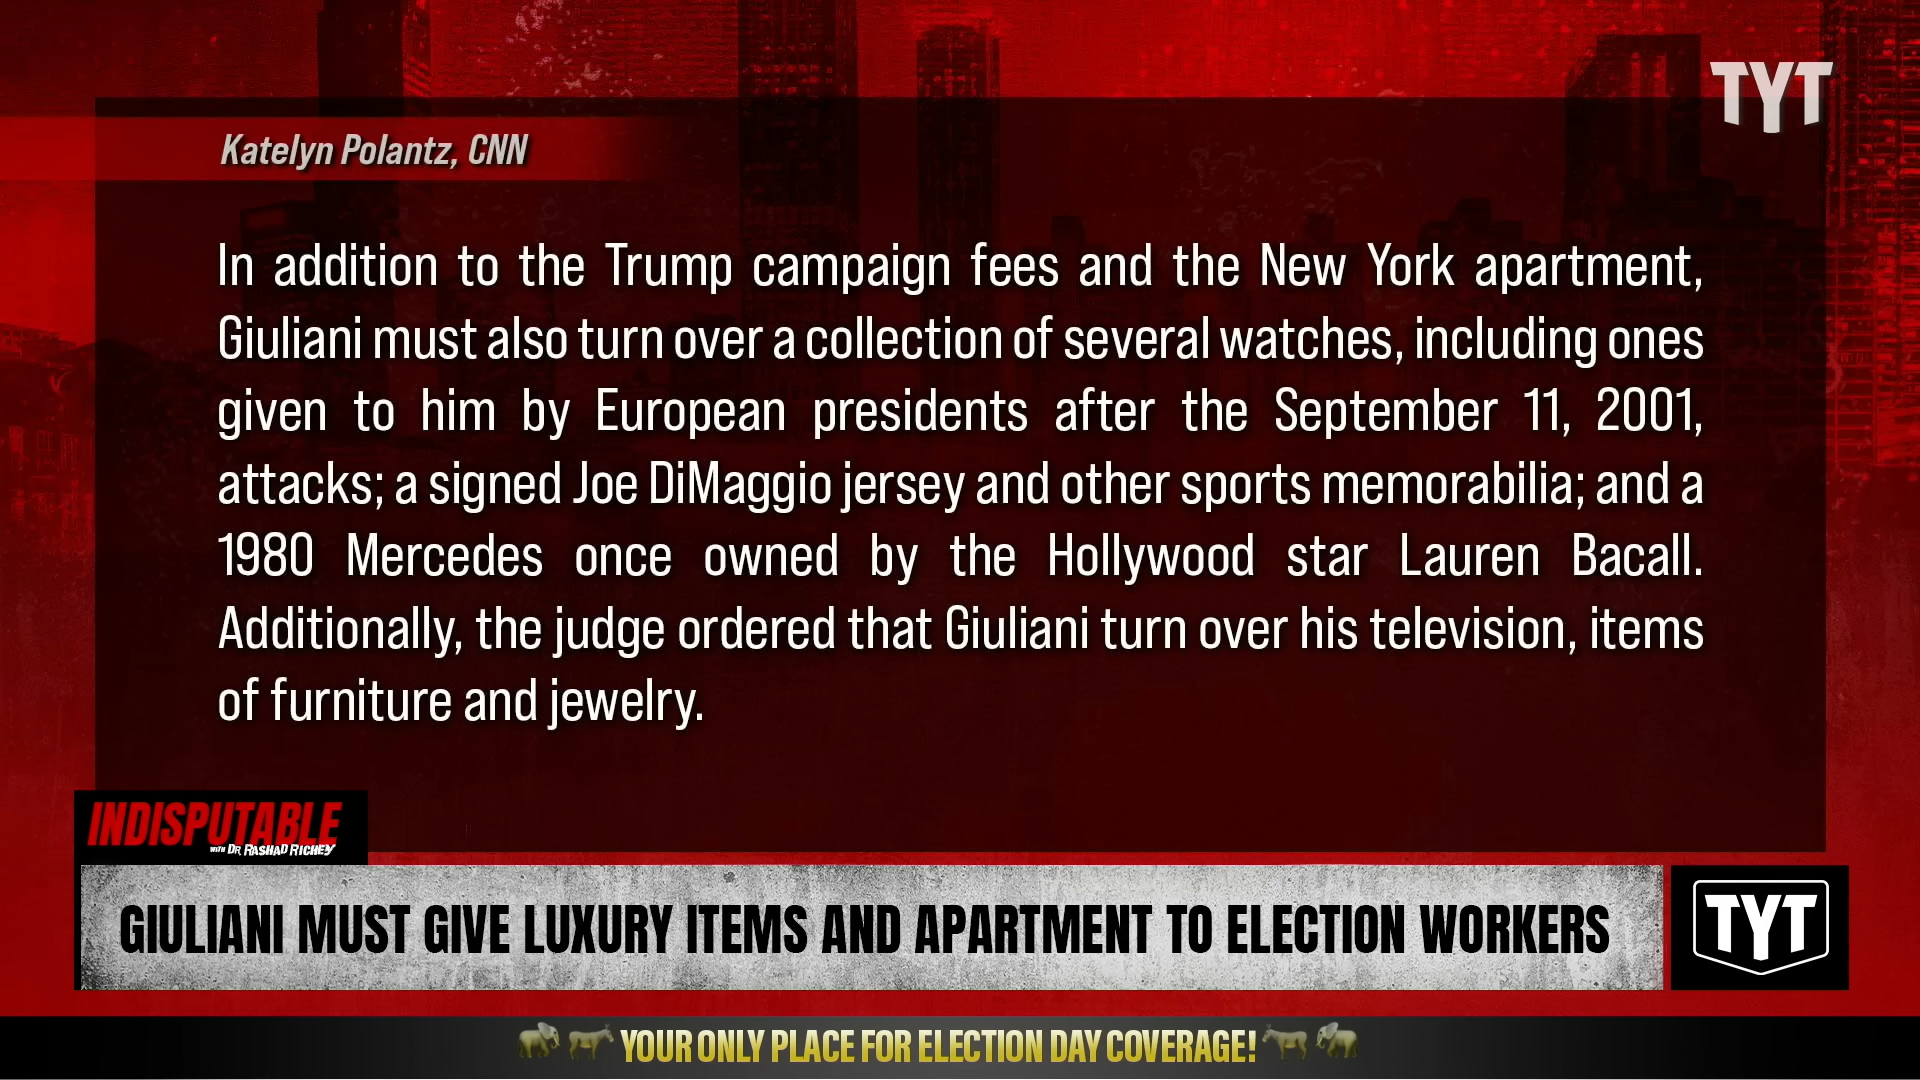 TYT
Katelyn Polantz, CNN
In addition to the Trump campaign fees and the New York apartment,
Giuliani must also turn over a collection of several watches, including ones
given to him by European presidents after the September 11, 2001,
attacks; a signed Joe DiMaggio jersey and other sports memorabilia; and a
1980 Mercedes once owned by the Hollywood star Lauren Bacall.
Additionally, the judge ordered that Giuliani turn over his television, items
of furniture and jewelry.
INDISPUTABLE
WITH DR RASHAD RICHEY
GIULIANI MUST GIVE LUXURY ITEMS AND APARTMENT TO ELECTION WORKERS
TYT
YOUR ONLY PLACE FOR ELECTION DAY COVERAGE!